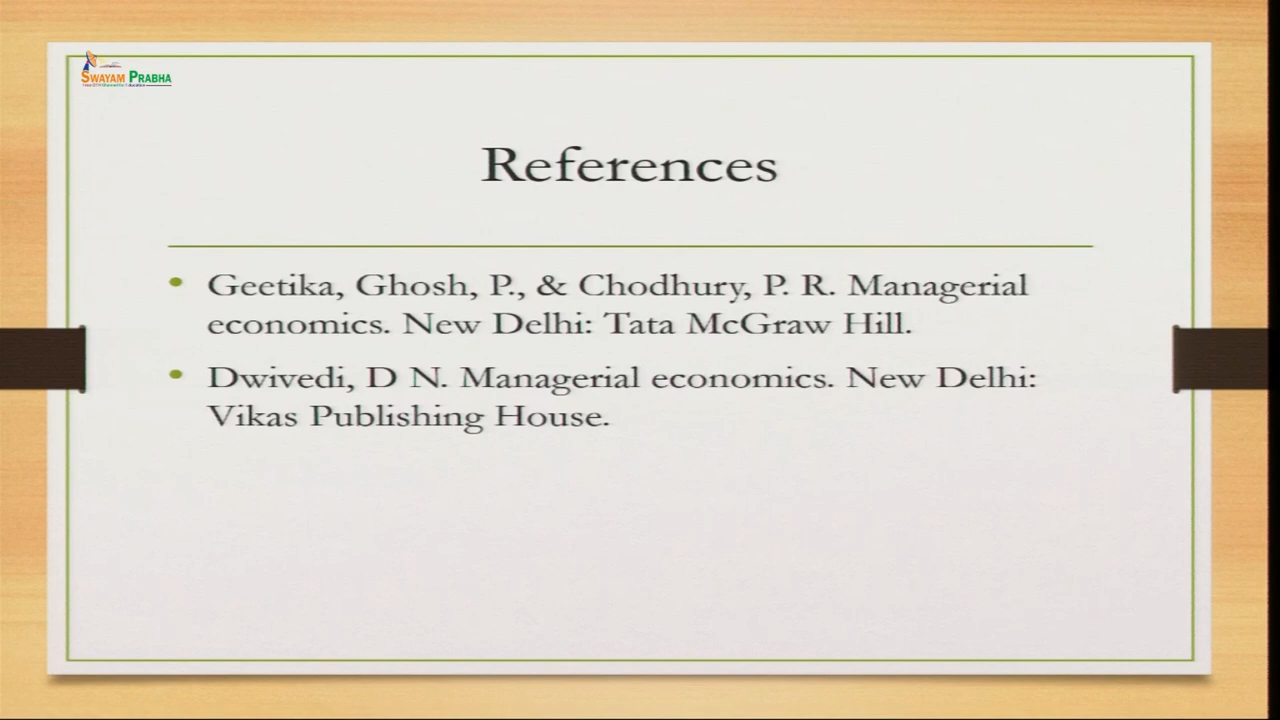 SWAYAM PRABHA
References
• Geetika, Ghosh, P., & Chodhury, P. R. Managerial
economics. New Delhi: Tata McGraw Hill.
• Dwivedi, D N. Managerial economics. New Delhi:
Vikas Publishing House.